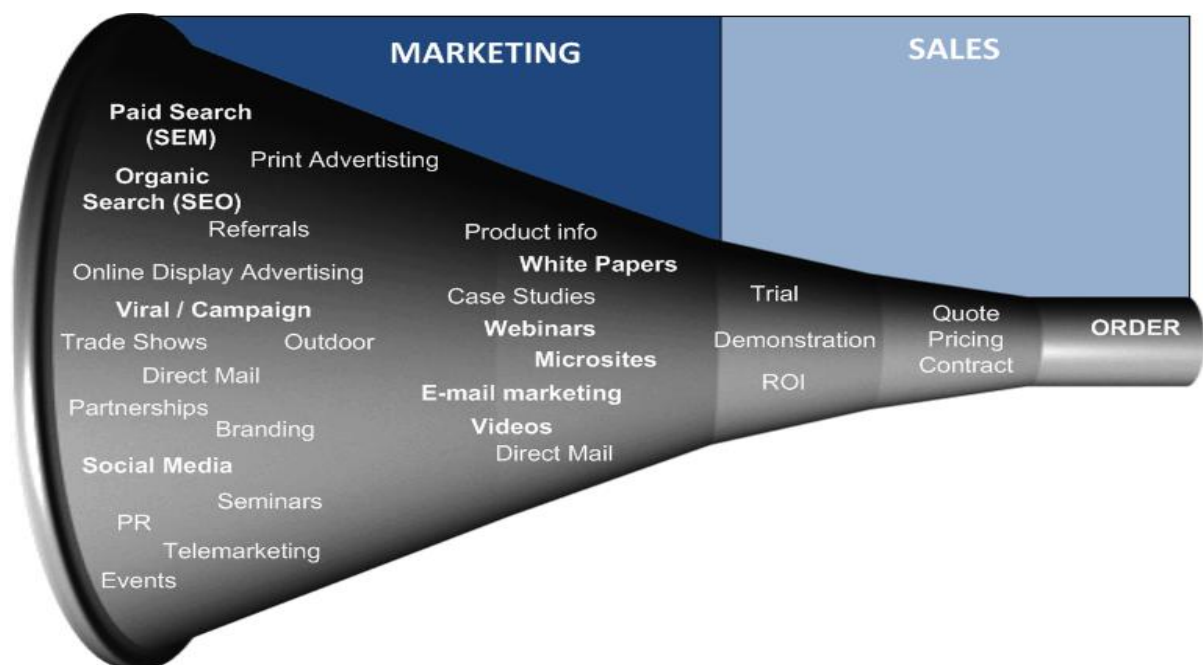 MARKETING
SALES
Paid Search
(SEM)
Print Advertisting
Organic
Search (SEO)
Referrals
Online Display Advertising
Viral / Campaign
Trade Shows
Outdoor
Direct Mail
Partnerships
Branding
Social Media
Seminars
PR
Telemarketing
Events
Product info
White Papers
Case Studies
Webinars
Microsites
E-mail marketing
Videos
Direct Mail
Trial
Demonstration
ROI
Quote
Pricing
Contract
ORDER